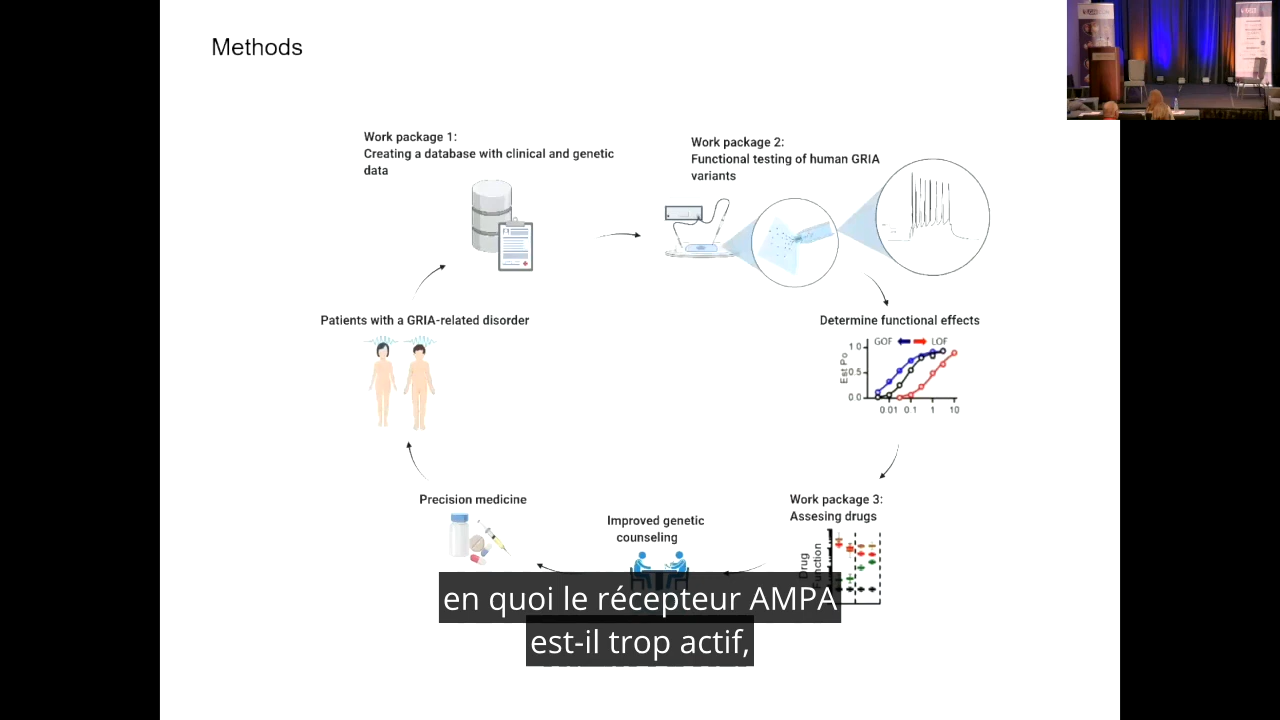 Methods
Work package 1:
Creating a database with clinical and genetic
data
Work package 2:
Functional testing of human GRIA
variants
Patients with a GRIA-related disorder
Determine functional effects
GOF
LOF
Est Po
1 0
0.5
0.0
0 01 0.1 1 10
Precision medicine
Improved genetic
counseling
Work package 3:
Assesing drugs
Drug
Function
en quoi le récepteur AMPA
est-il trop actif,